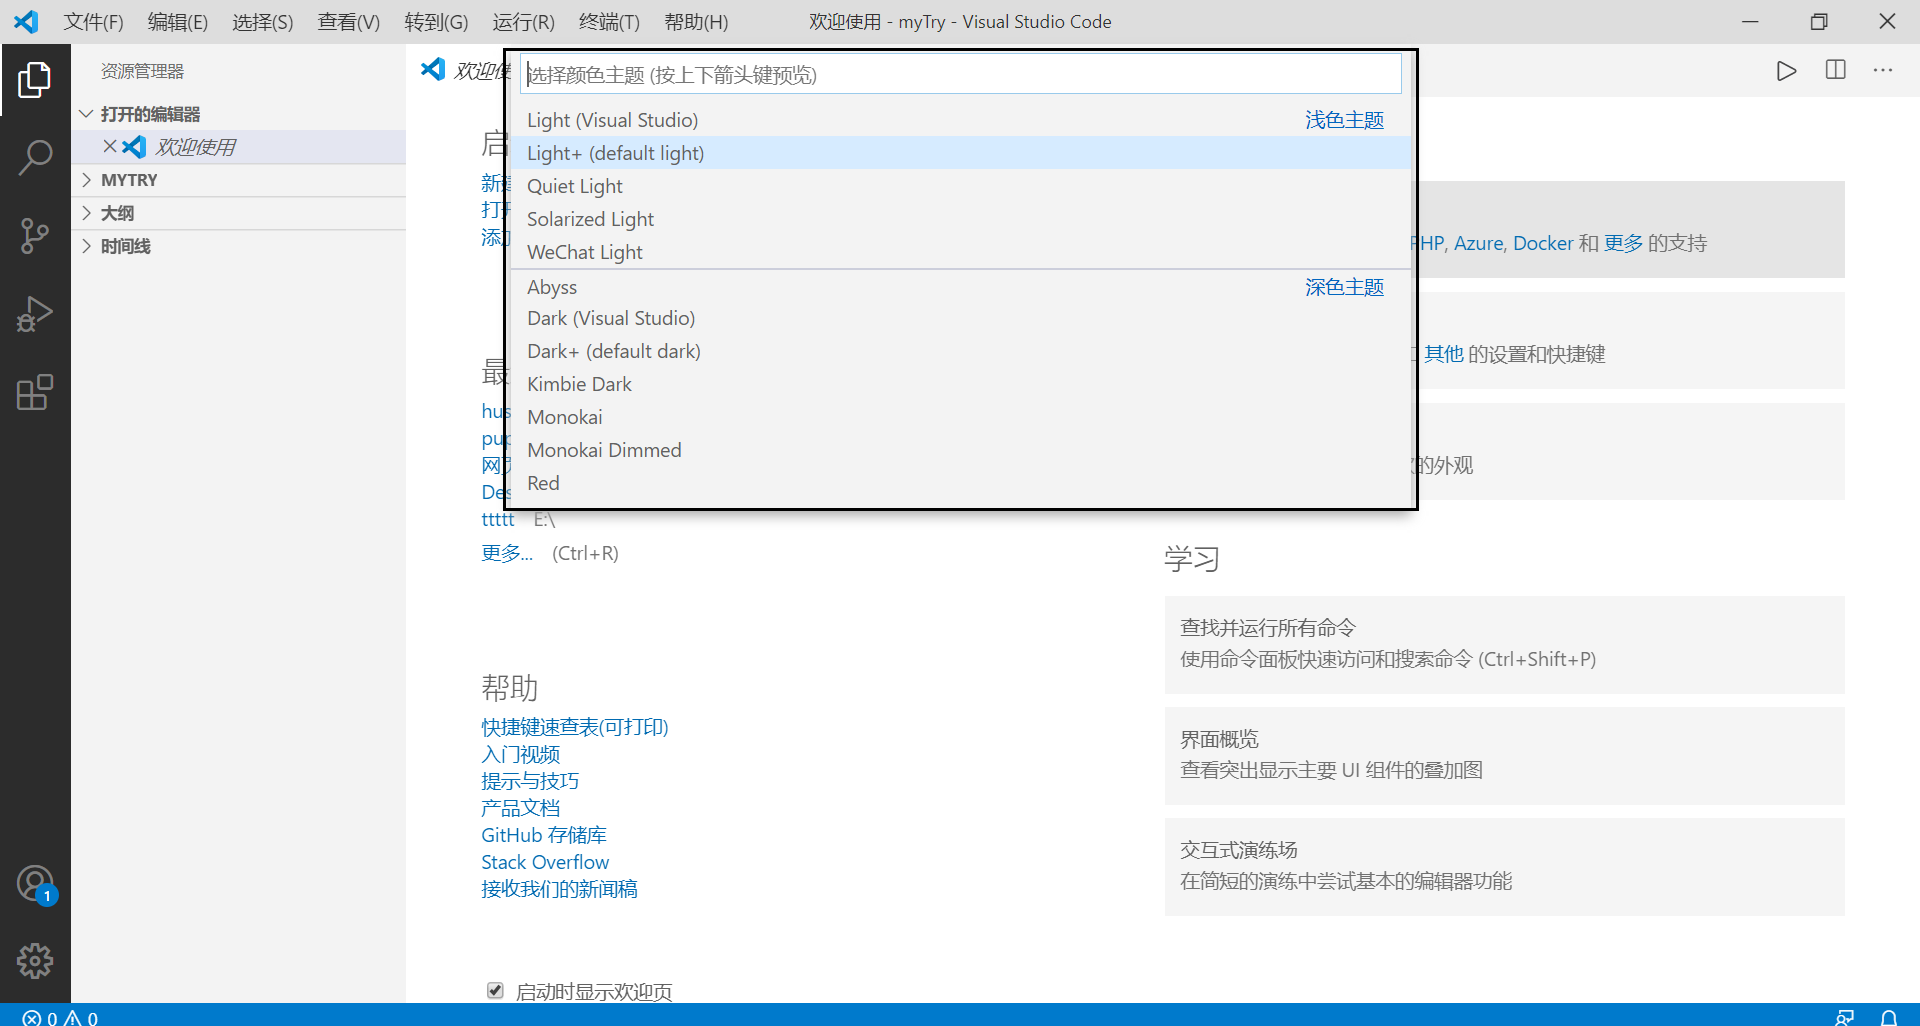 文件(F) 编辑(E) 选择(S) 查看(V) 转到(G) 运行(R) 终端(T) 帮助(H) 欢迎使用 - myTry - Visual Studio Code
资源管理器
打开的编辑器
欢迎使用
MYTRY
大纲
时间线
欢迎使
选择颜色主题 (按上下箭头键预览)
Light (Visual Studio) 浅色主题
Light+ (default light)
Quiet Light
Solarized Light
WeChat Light
Abyss 深色主题
Dark (Visual Studio)
Dark+ (default dark)
Kimbie Dark
Monokai
Monokai Dimmed
Red
启
新建
打开
添加
最
hus
pup
网页
Des
ttttt E:\
更多... (Ctrl+R)
帮助
快捷键速查表(可打印)
入门视频
提示与技巧
产品文档
GitHub 存储库
Stack Overflow
接收我们的新闻稿
启动时显示欢迎页
PHP, Azure, Docker 和 更多 的支持
其他 的设置和快捷键
的外观
学习
查找并运行所有命令
使用命令面板快速访问和搜索命令 (Ctrl+Shift+P)
界面概览
查看突出显示主要 UI 组件的叠加图
交互式演练场
在简短的演练中尝试基本的编辑器功能
1
0 0